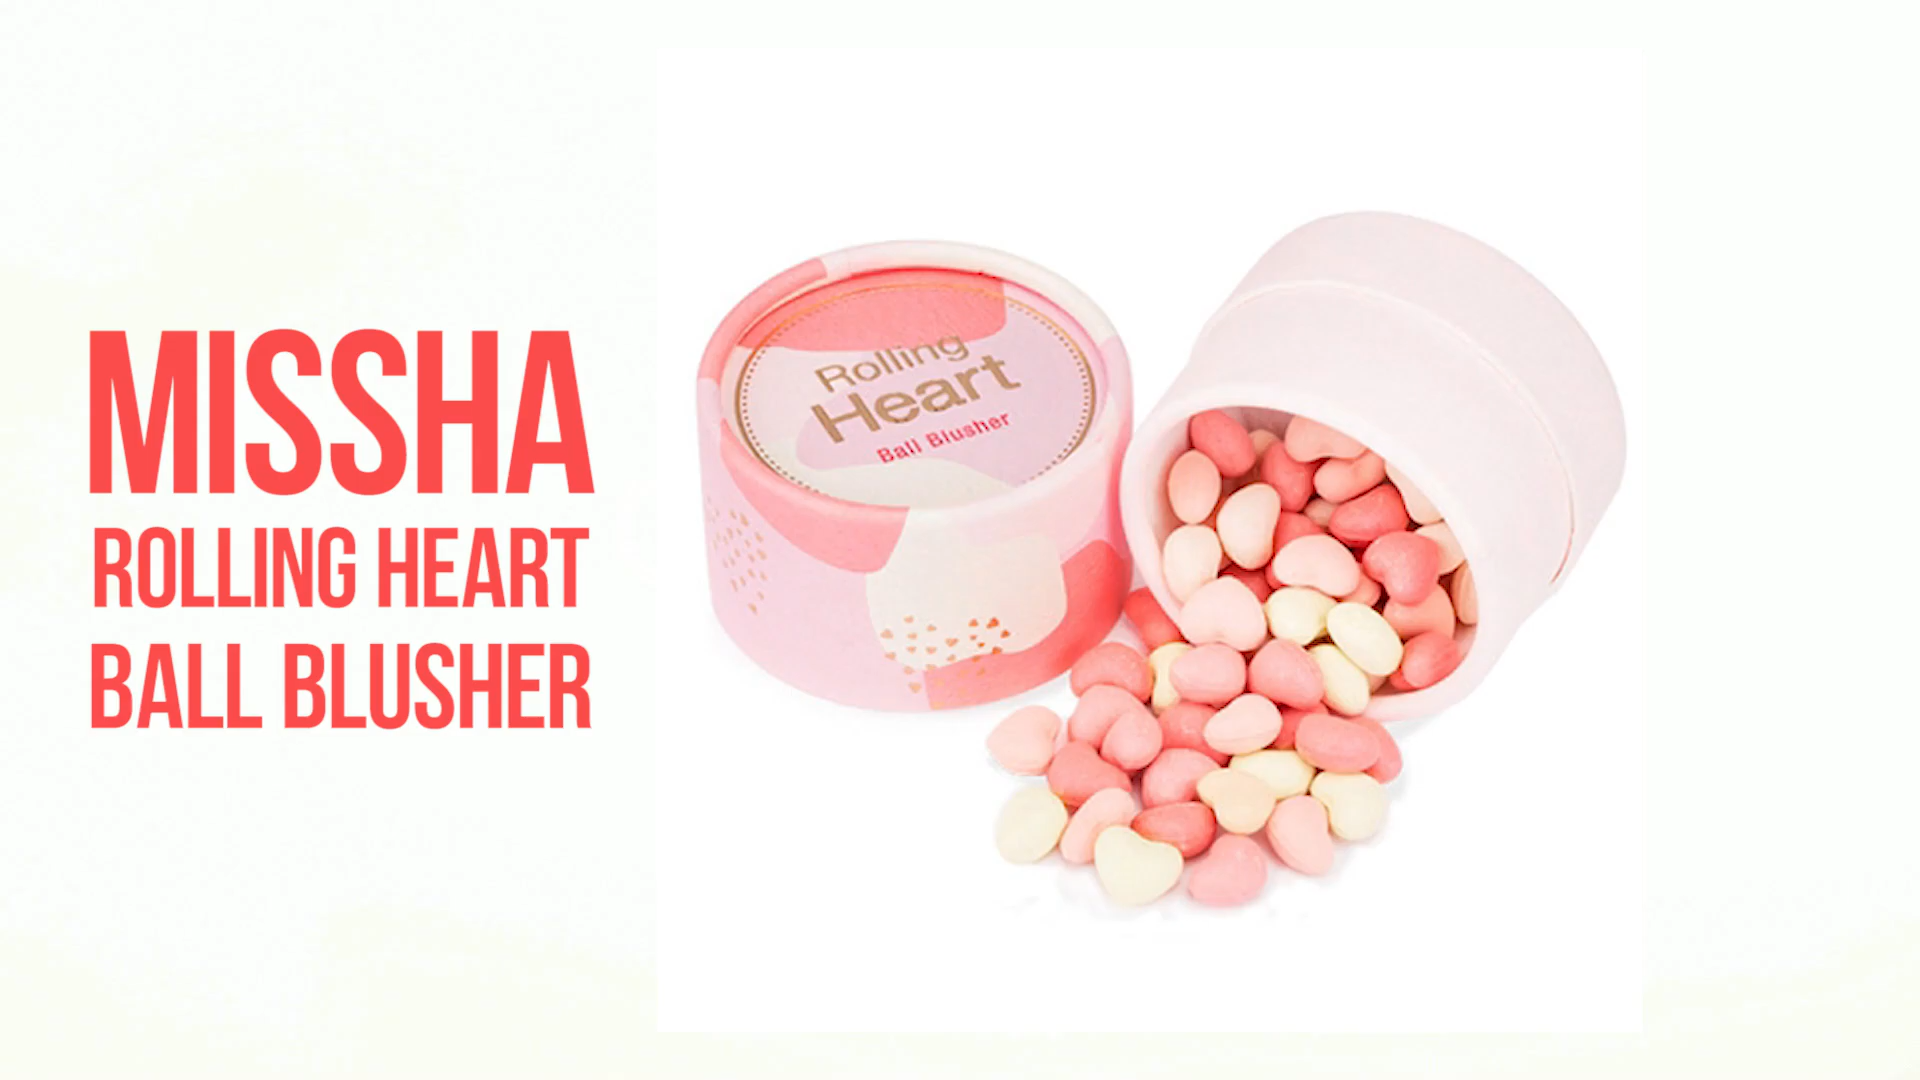 MISSHA
ROLLING HEART
BALL BLUSHER
Rolling
Heart
Ball Blusher